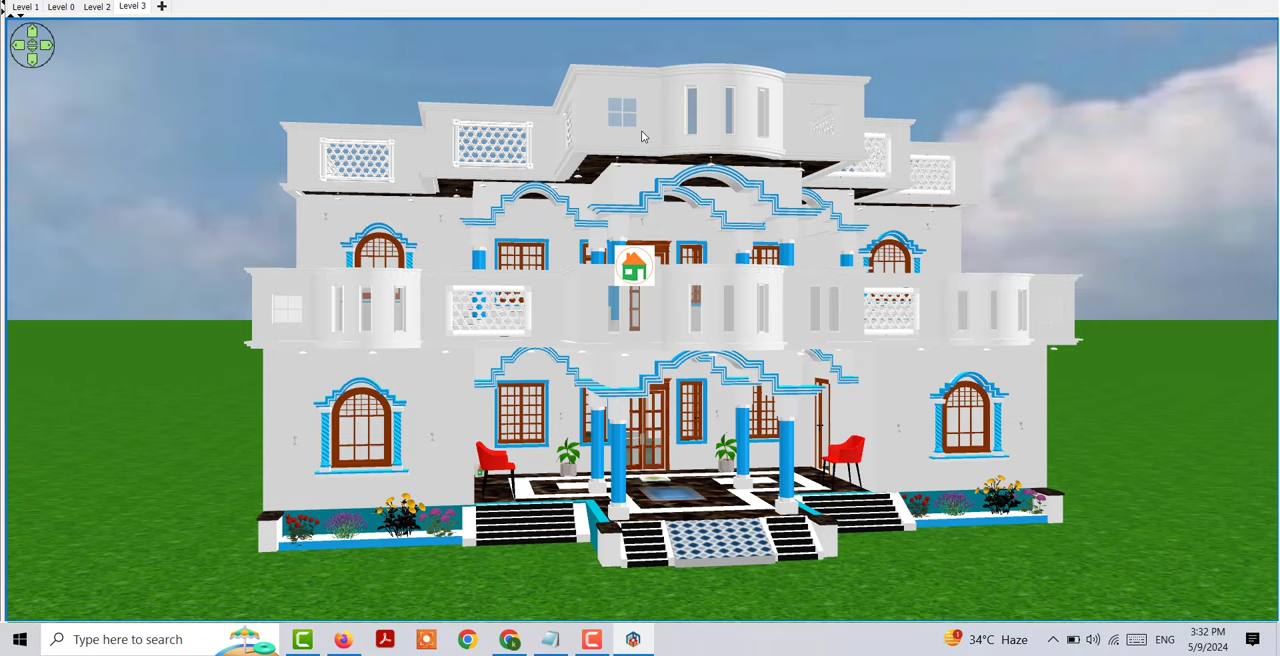 Level 1 Level 0 Level 2 Level 3
Type here to search
1 34°C Haze
ENG
3:32 PM
5/9/2024